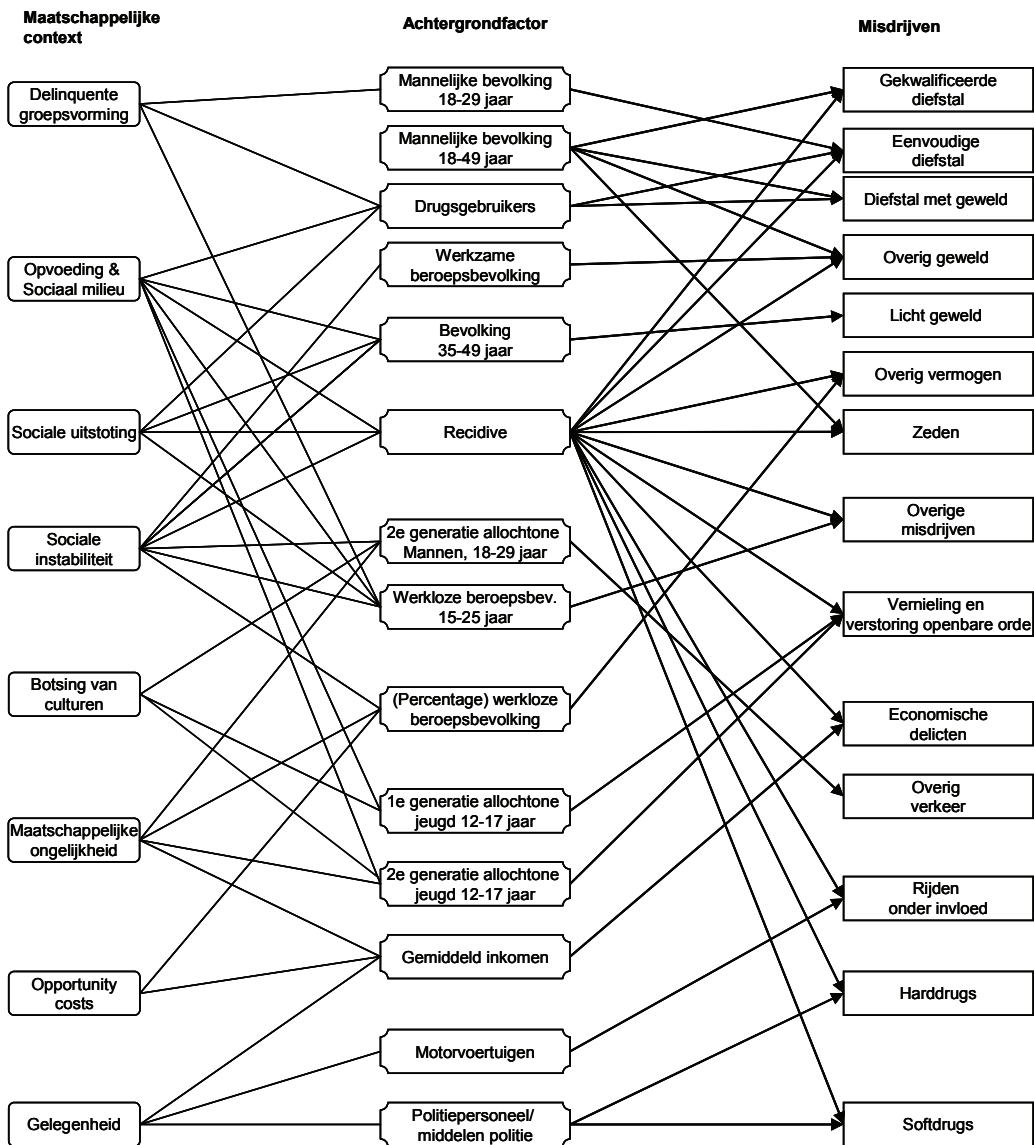 Maatschappelijke
context
Achtergrondfactor
Misdrijven
Delinquente
groepsvorming
Opvoeding &
Sociaal milieu
Sociale uitstoting
Sociale
instabiliteit
Botsing van
culturen
Maatschappelijke
ongelijkheid
Opportunity
costs
Gelegenheid
Mannelijke bevolking
18-29 jaar
Mannelijke bevolking
18-49 jaar
Drugsgebruikers
Werkzame
beroepsbevolking
Bevolking
35-49 jaar
Recidive
2e generatie allochtone
Mannen, 18-29 jaar
Werkloze beroepsbev.
15-25 jaar
(Percentage) werkloze
beroepsbevolking
1e generatie allochtone
jeugd 12-17 jaar
2e generatie allochtone
jeugd 12-17 jaar
Gemiddeld inkomen
Motorvoertuigen
Politiepersoneel/
middelen politie
Gekwalificeerde
diefstal
Eenvoudige
diefstal
Diefstal met geweld
Overig geweld
Licht geweld
Overig vermogen
Zeden
Overige
misdrijven
Vernieling en
verstoring openbare orde
Economische
delicten
Overig
verkeer
Rijden
onder invloed
Harddrugs
Softdrugs